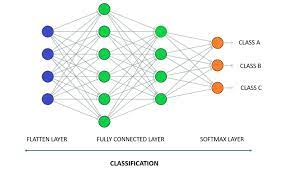 CLASS A
CLASS B
CLASS C
FLATTEN LAYER FULLY CONNECTED LAYER SOFTMAX LAYER
CLASSIFICATION